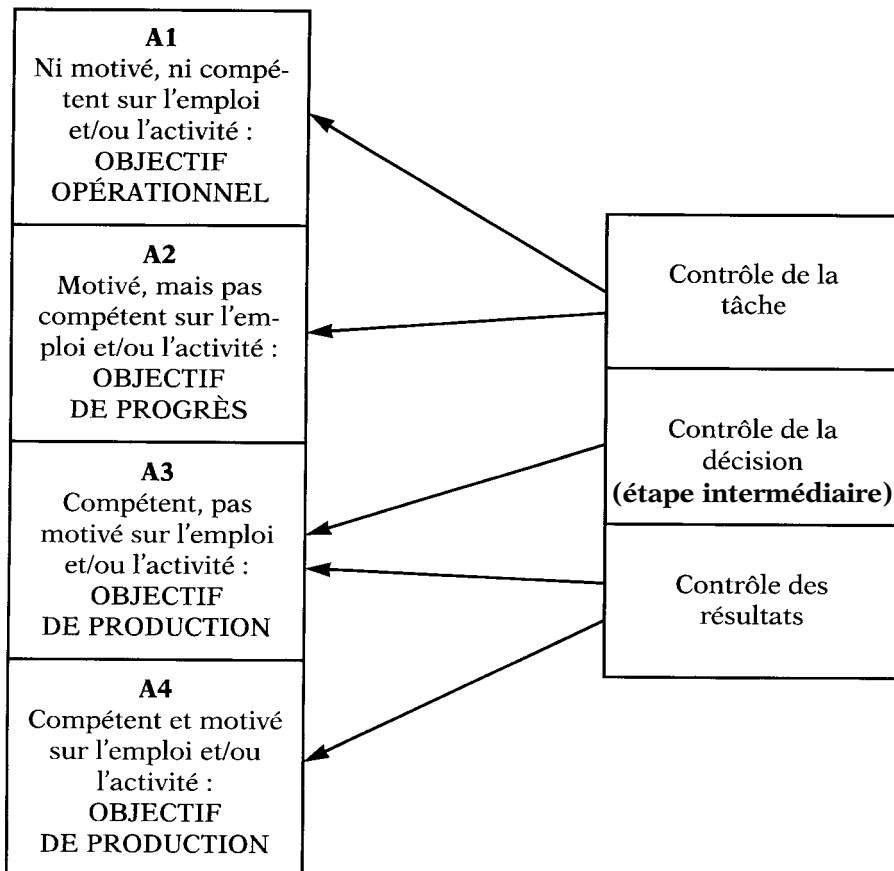 A1
Ni motivé, ni compé-
tent sur l'emploi
et/ou l'activité :
OBJECTIF
OPÉRATIONNEL
A2
Motivé, mais pas
compétent sur l'em-
ploi et/ou l'activité :
OBJECTIF
DE PROGRÈS
A3
Compétent, pas
motivé sur l'emploi
et/ou l'activité :
OBJECTIF
DE PRODUCTION
A4
Compétent et motivé
sur l'emploi et/ou
l'activité :
OBJECTIF
DE PRODUCTION
Contrôle de la
tâche
Contrôle de la
décision
(étape intermédiaire)
Contrôle des
résultats